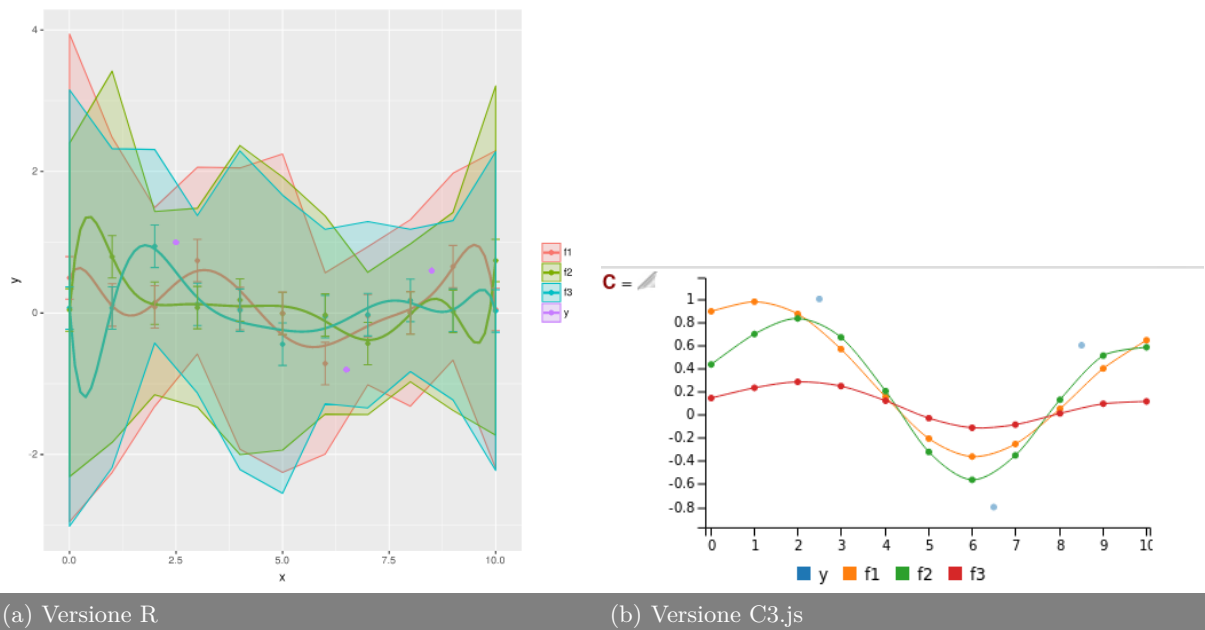 4
2
0
-2
y
0.0 2.5 5.0 7.5 10.0
x
f1
f2
f3
y
C =
1
0.8
0.6
0.4
0.2
0
-0.2
-0.4
-0.6
-0.8
0 1 2 3 4 5 6 7 8 9 10
y f1 f2 f3
(a) Versione R
(b) Versione C3.js